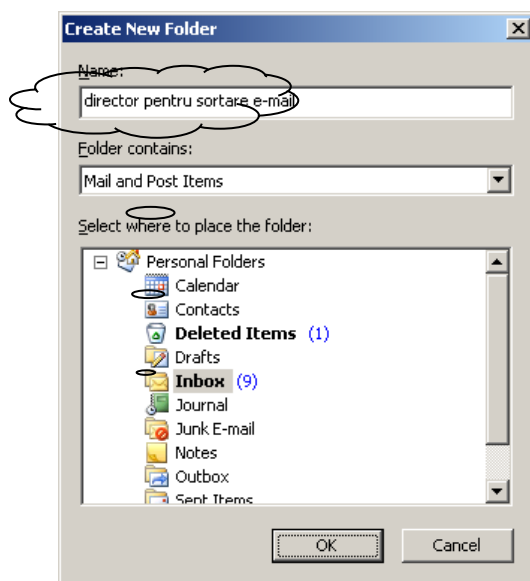 Create New Folder
Name:
director pentru sortare e-mail
Folder contains:
Mail and Post Items
Select where to place the folder:
Personal Folders
Calendar
Contacts
Deleted Items (1)
Drafts
Inbox (9)
Journal
Junk E-mail
Notes
Outbox
Sent Items
OK Cancel